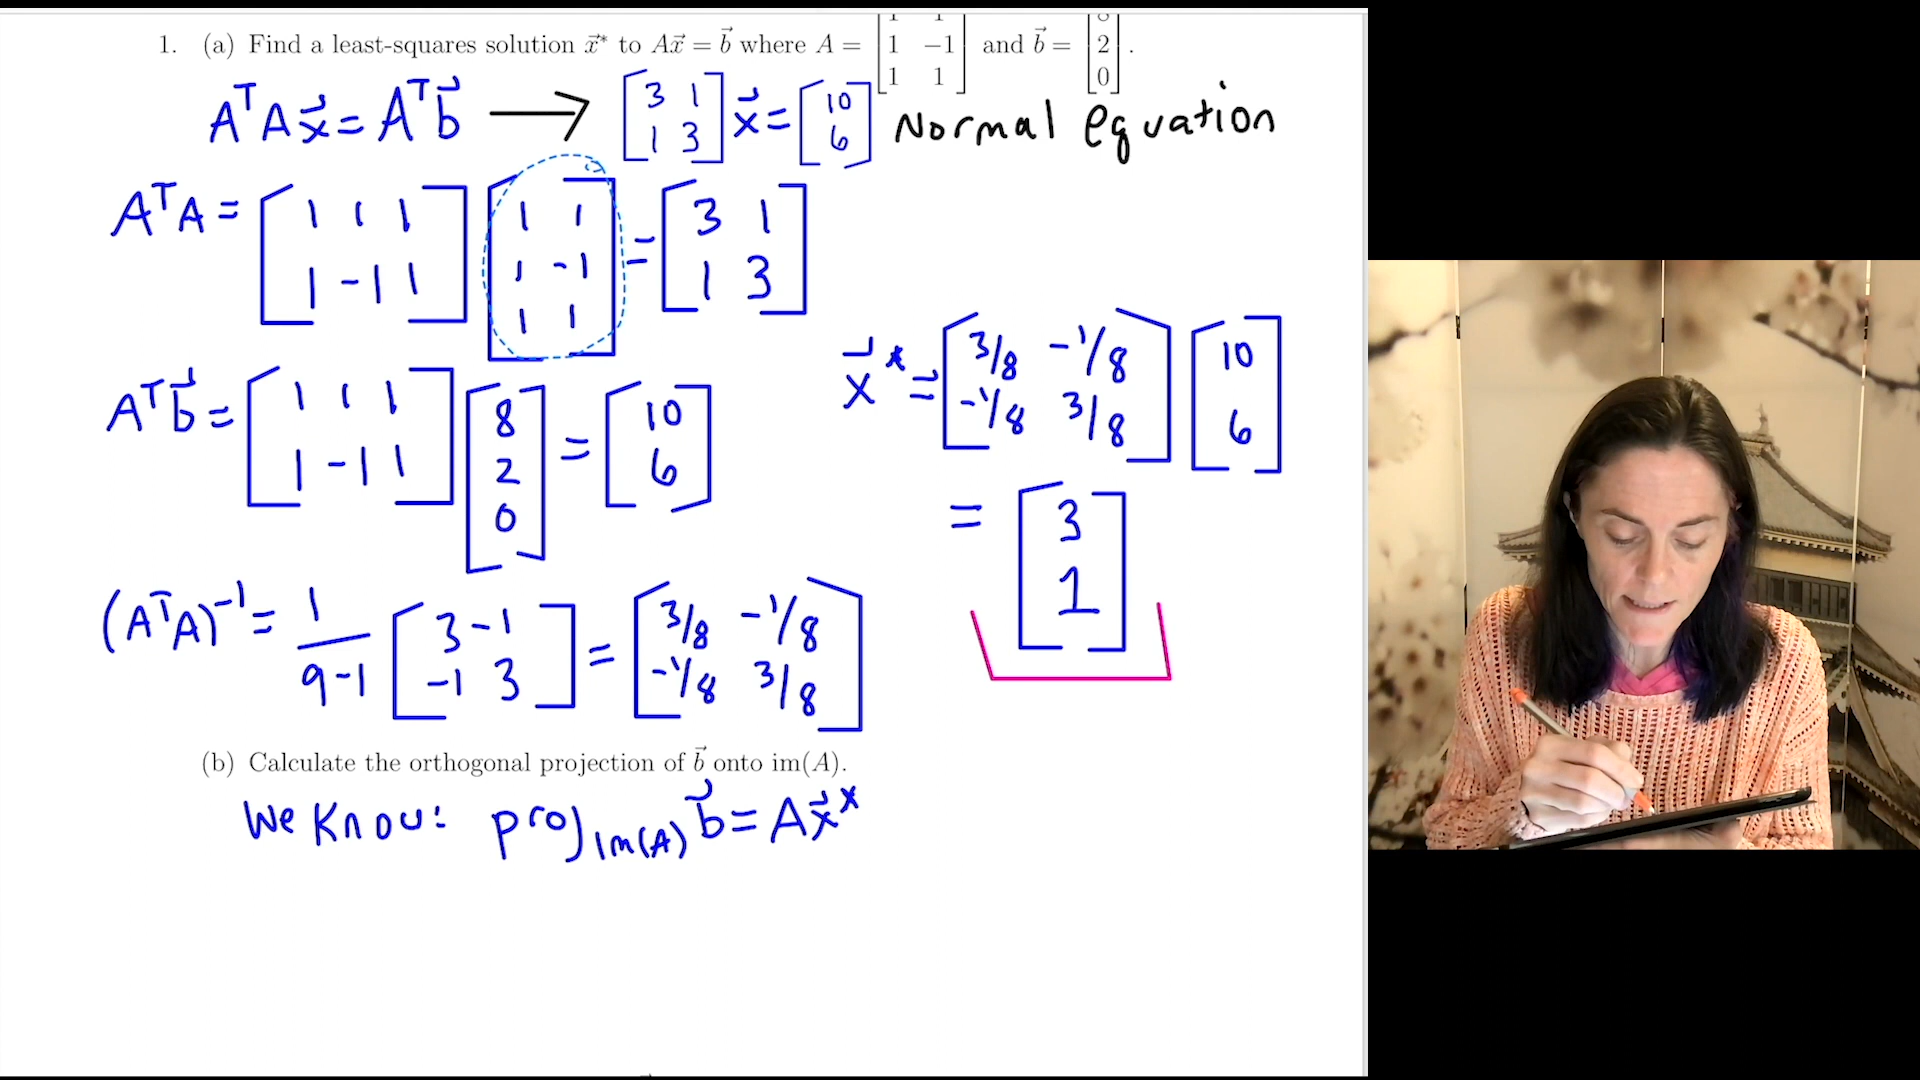 1. (a) Find a least-squares solution x⃗* to Ax⃗ = b⃗ where A = [1 1; 1 −1; 1 1] and b⃗ = [8; 2; 0].
AᵀAx⃗ = Aᵀb⃗ → [3 1; 1 3] x⃗ = [10; 6] Normal equation
AᵀA = [1 1 1; 1 -1 1] [1 1; 1 -1; 1 1] = [3 1; 1 3]
Aᵀb⃗ = [1 1 1; 1 -1 1] [8; 2; 0] = [10; 6]
(AᵀA)⁻¹ = 1/(9-1) [3 -1; -1 3] = [3/8 -1/8; -1/8 3/8]
x⃗* = [3/8 -1/8; -1/8 3/8] [10; 6]
= [3; 1]
(b) Calculate the orthogonal projection of b⃗ onto im(A).
We Know: proj im(A) b⃗ = Ax⃗*